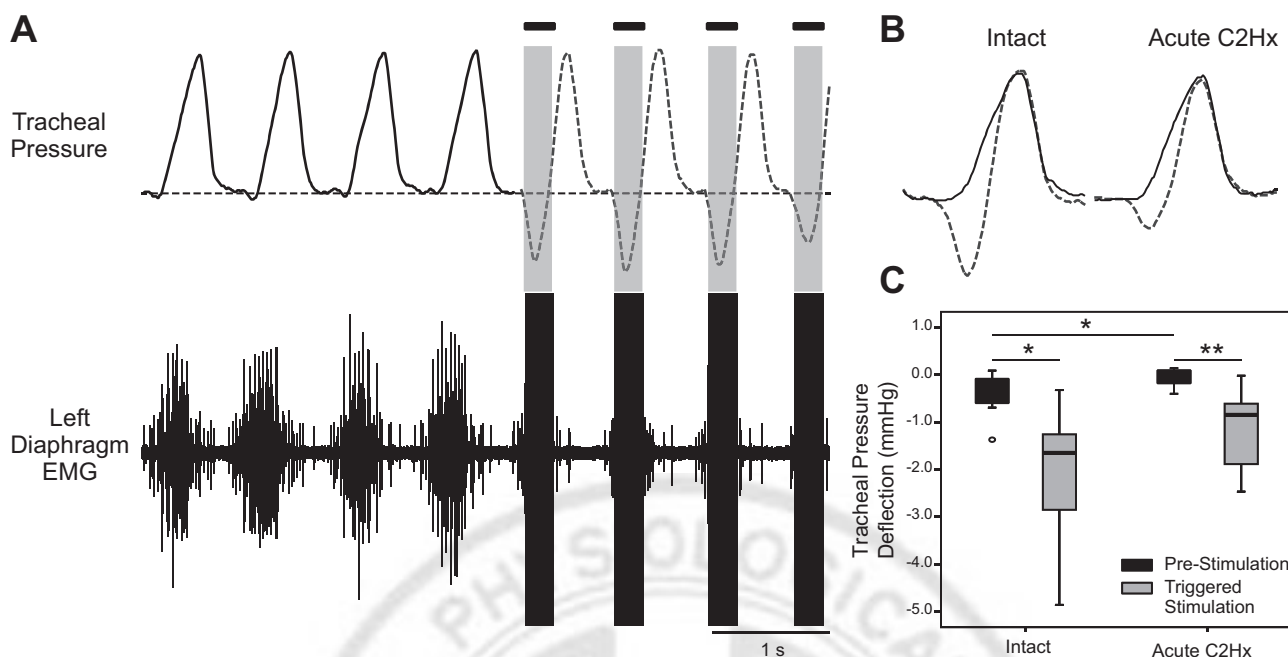 A
Tracheal
Pressure
Left
Diaphragm
EMG
1 s
B
Intact
Acute C2Hx
C
Tracheal Pressure
Deflection (mmHg)
1.0
0.0
-1.0
-2.0
-3.0
-4.0
-5.0
*
*
**
Pre-Stimulation
Triggered
Stimulation
Intact
Acute C2Hx
PHYSIOLOGICA